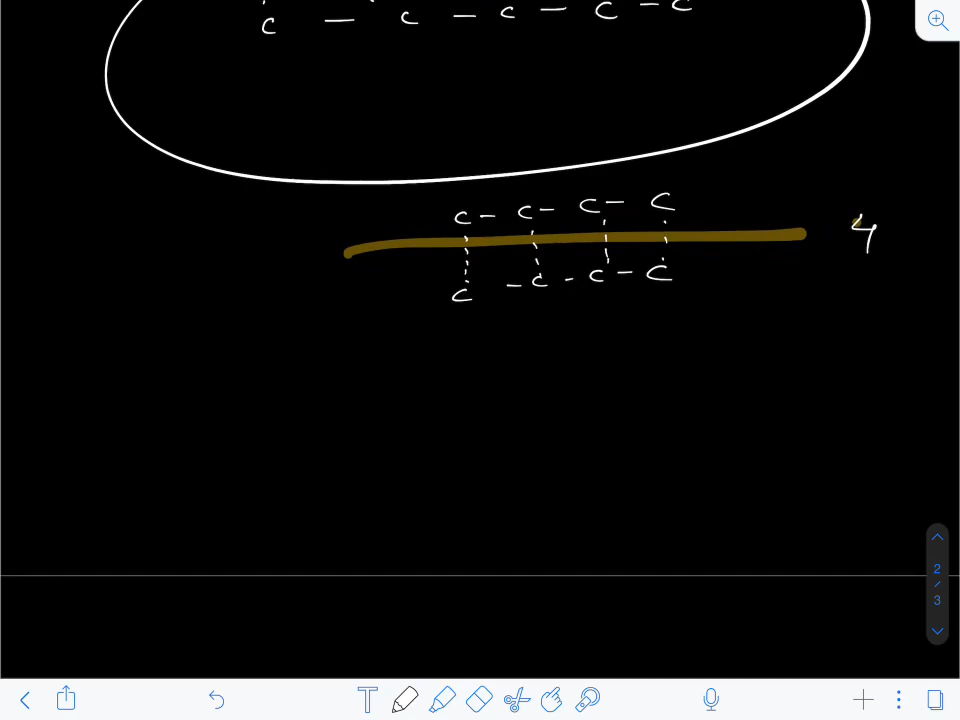 c – c – c – c – c
c – c – c – c 4
c – c – c – c
2
/
3
T